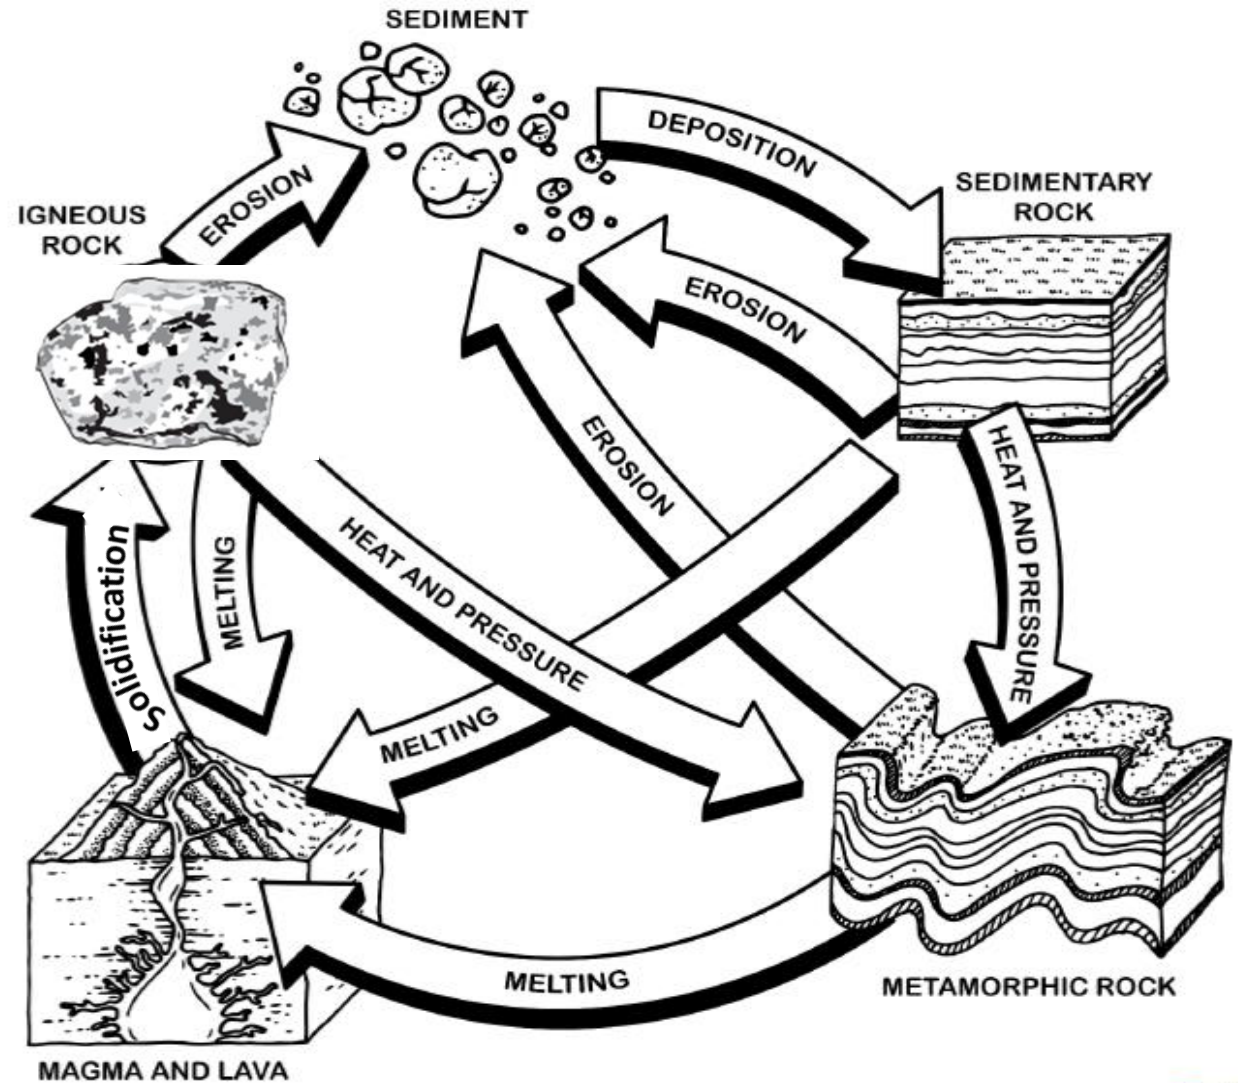 SEDIMENT
DEPOSITION
SEDIMENTARY
ROCK
IGNEOUS
ROCK
EROSION
EROSION
EROSION
HEAT AND PRESSURE
Solidification
MELTING
HEAT AND PRESSURE
MELTING
MELTING
METAMORPHIC ROCK
MAGMA AND LAVA